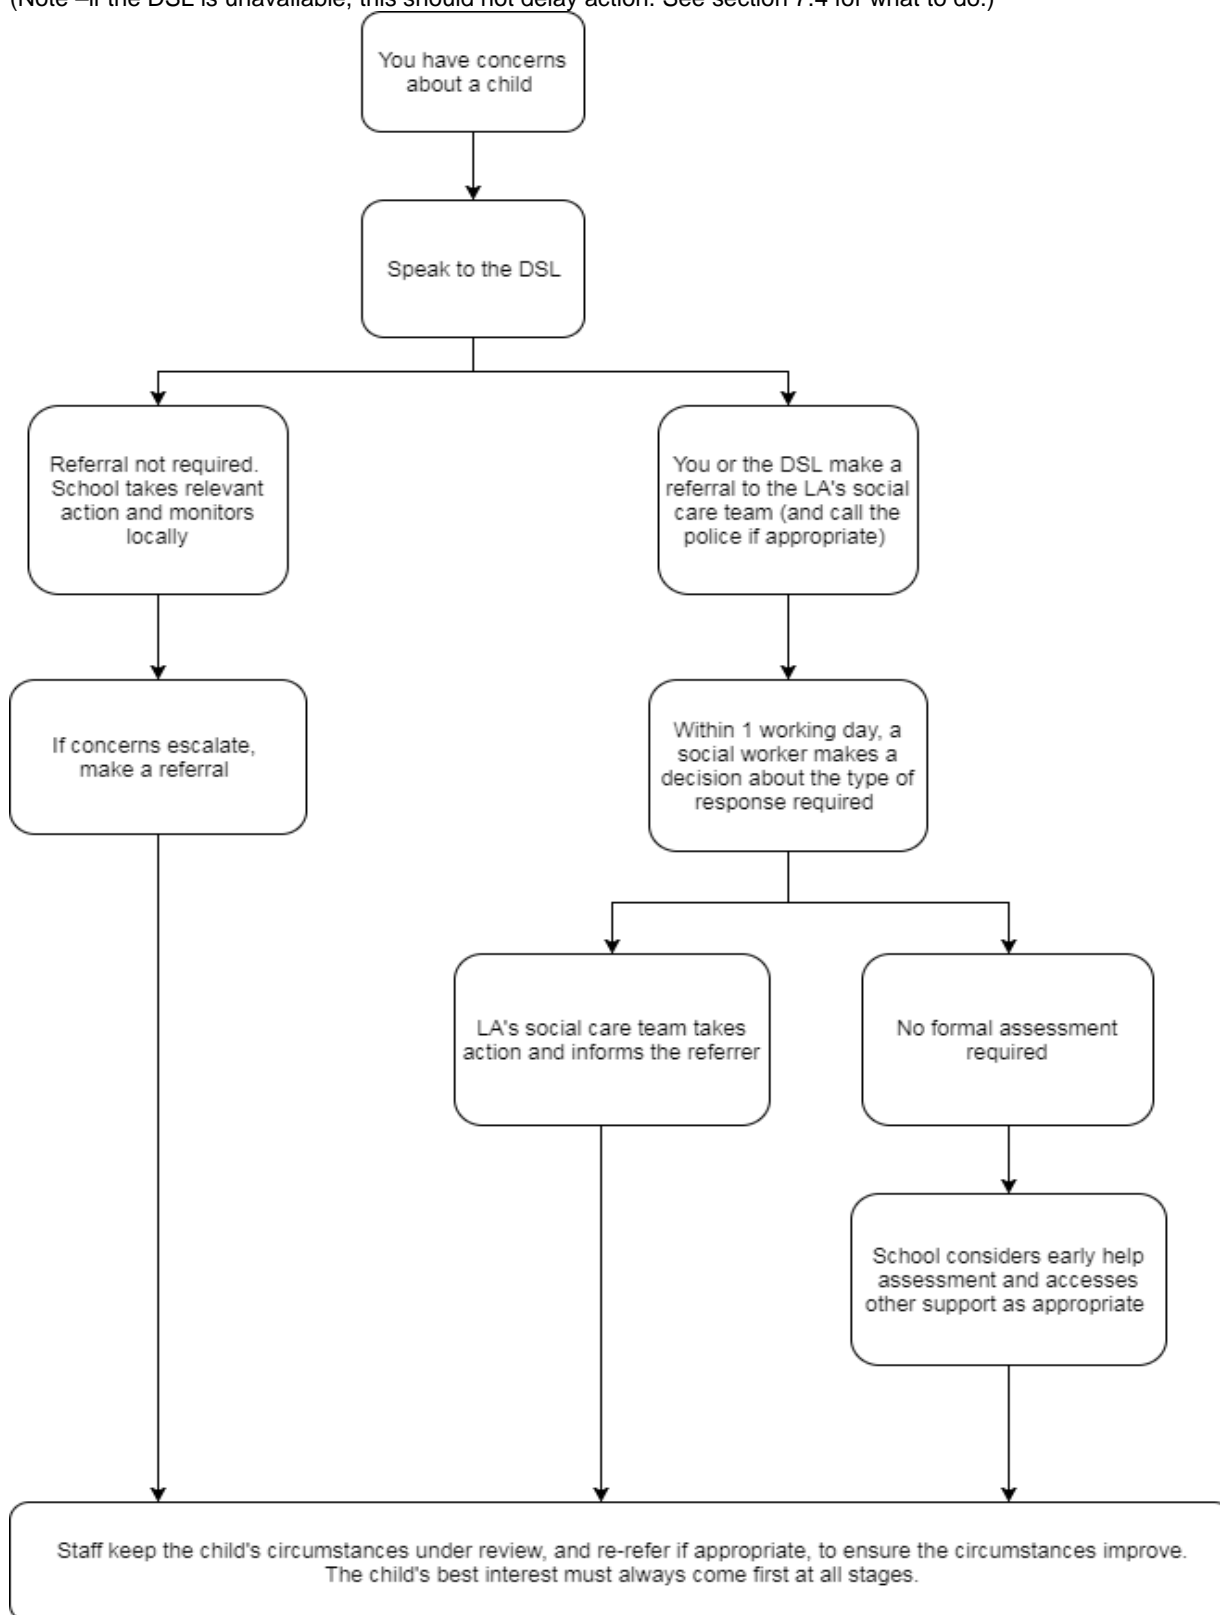 (Note –if the DSL is unavailable, this should not delay action. See section 7.4 for what to do.)
You have concerns
about a child
Speak to the DSL
Referral not required.
School takes relevant
action and monitors
locally
You or the DSL make a
referral to the LA's social
care team (and call the
police if appropriate)
If concerns escalate,
make a referral
Within 1 working day, a
social worker makes a
decision about the type of
response required
LA's social care team takes
action and informs the referrer
No formal assessment
required
School considers early help
assessment and accesses
other support as appropriate
Staff keep the child's circumstances under review, and re-refer if appropriate, to ensure the circumstances improve.
The child's best interest must always come first at all stages.